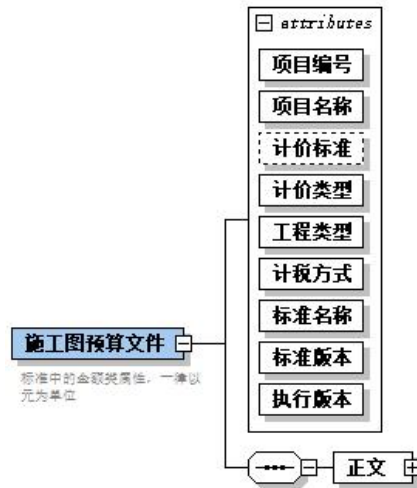 attributes
项目编号
项目名称
计价标准
计价类型
工程类型
计税方式
标准名称
标准版本
执行版本
施工图预算文件
标准中的金额类属性，一律以
元为单位
正文